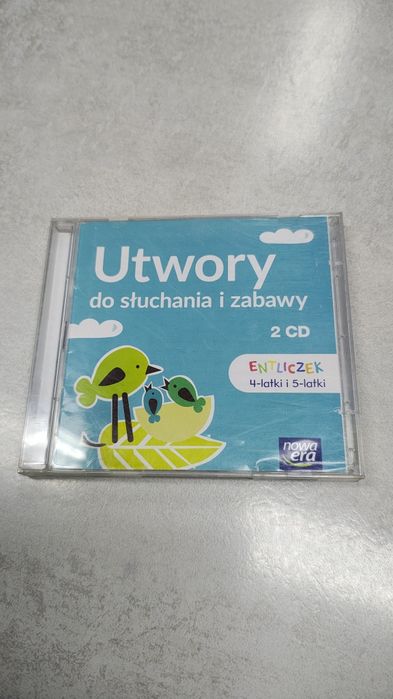 Utwory
do słuchania i zabawy
2 CD
ENTLICZEK
4-latki i 5-latki
nowa
era